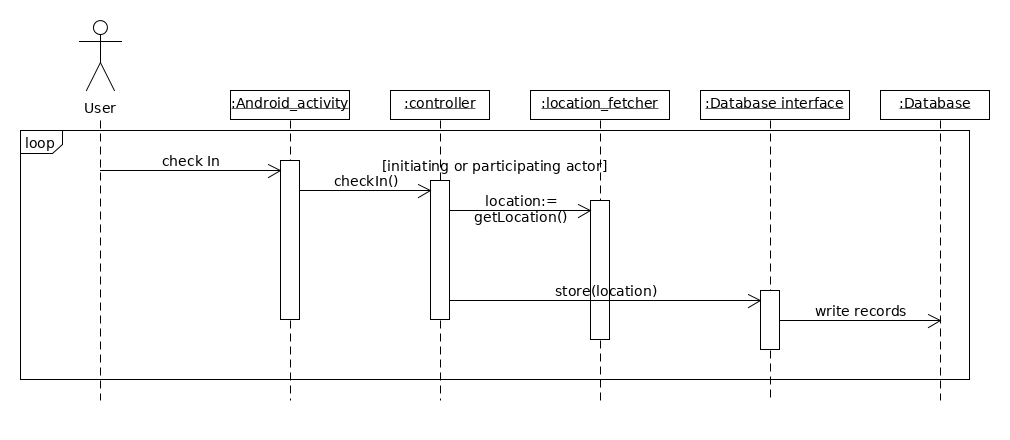 User
:Android_activity
:controller
:location_fetcher
:Database interface
:Database
loop
check In
[initiating or participating actor]
checkIn()
location:=
getLocation()
store(location)
write records